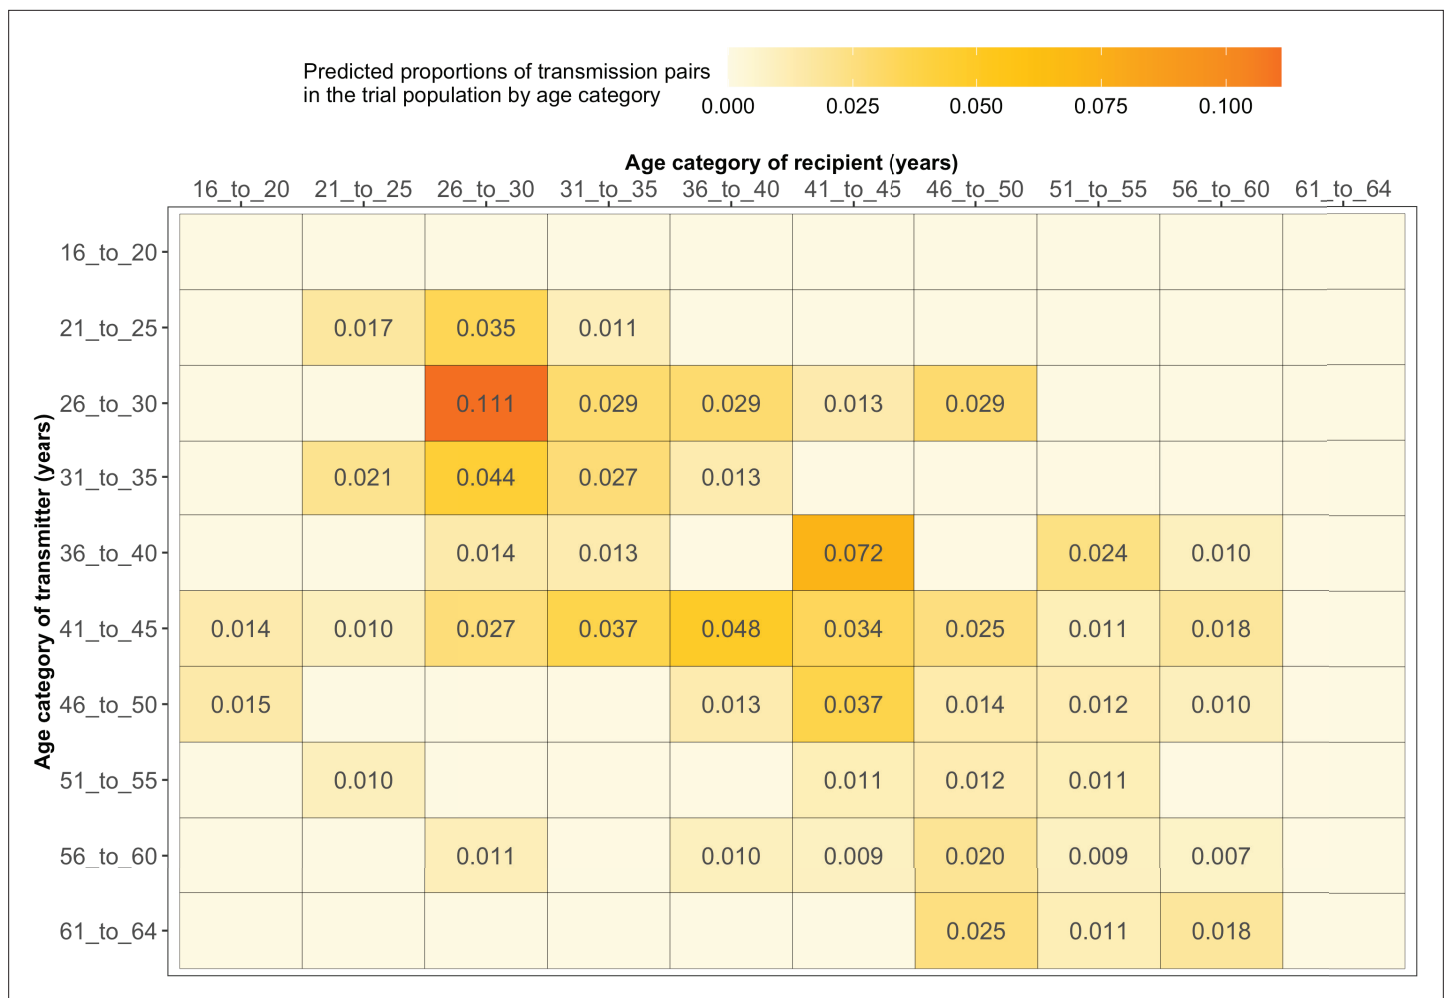 Predicted proportions of transmission pairs
in the trial population by age category
0.000 0.025 0.050 0.075 0.100
Age category of recipient (years)
16_to_20 21_to_25 26_to_30 31_to_35 36_to_40 41_to_45 46_to_50 51_to_55 56_to_60 61_to_64
Age category of transmitter (years)
16_to_20
21_to_25 0.017 0.035 0.011
26_to_30 0.111 0.029 0.029 0.013 0.029
31_to_35 0.021 0.044 0.027 0.013
36_to_40 0.014 0.013 0.072 0.024 0.010
41_to_45 0.014 0.010 0.027 0.037 0.048 0.034 0.025 0.011 0.018
46_to_50 0.015 0.013 0.037 0.014 0.012 0.010
51_to_55 0.010 0.011 0.012 0.011
56_to_60 0.011 0.010 0.009 0.020 0.009 0.007
61_to_64 0.025 0.011 0.018